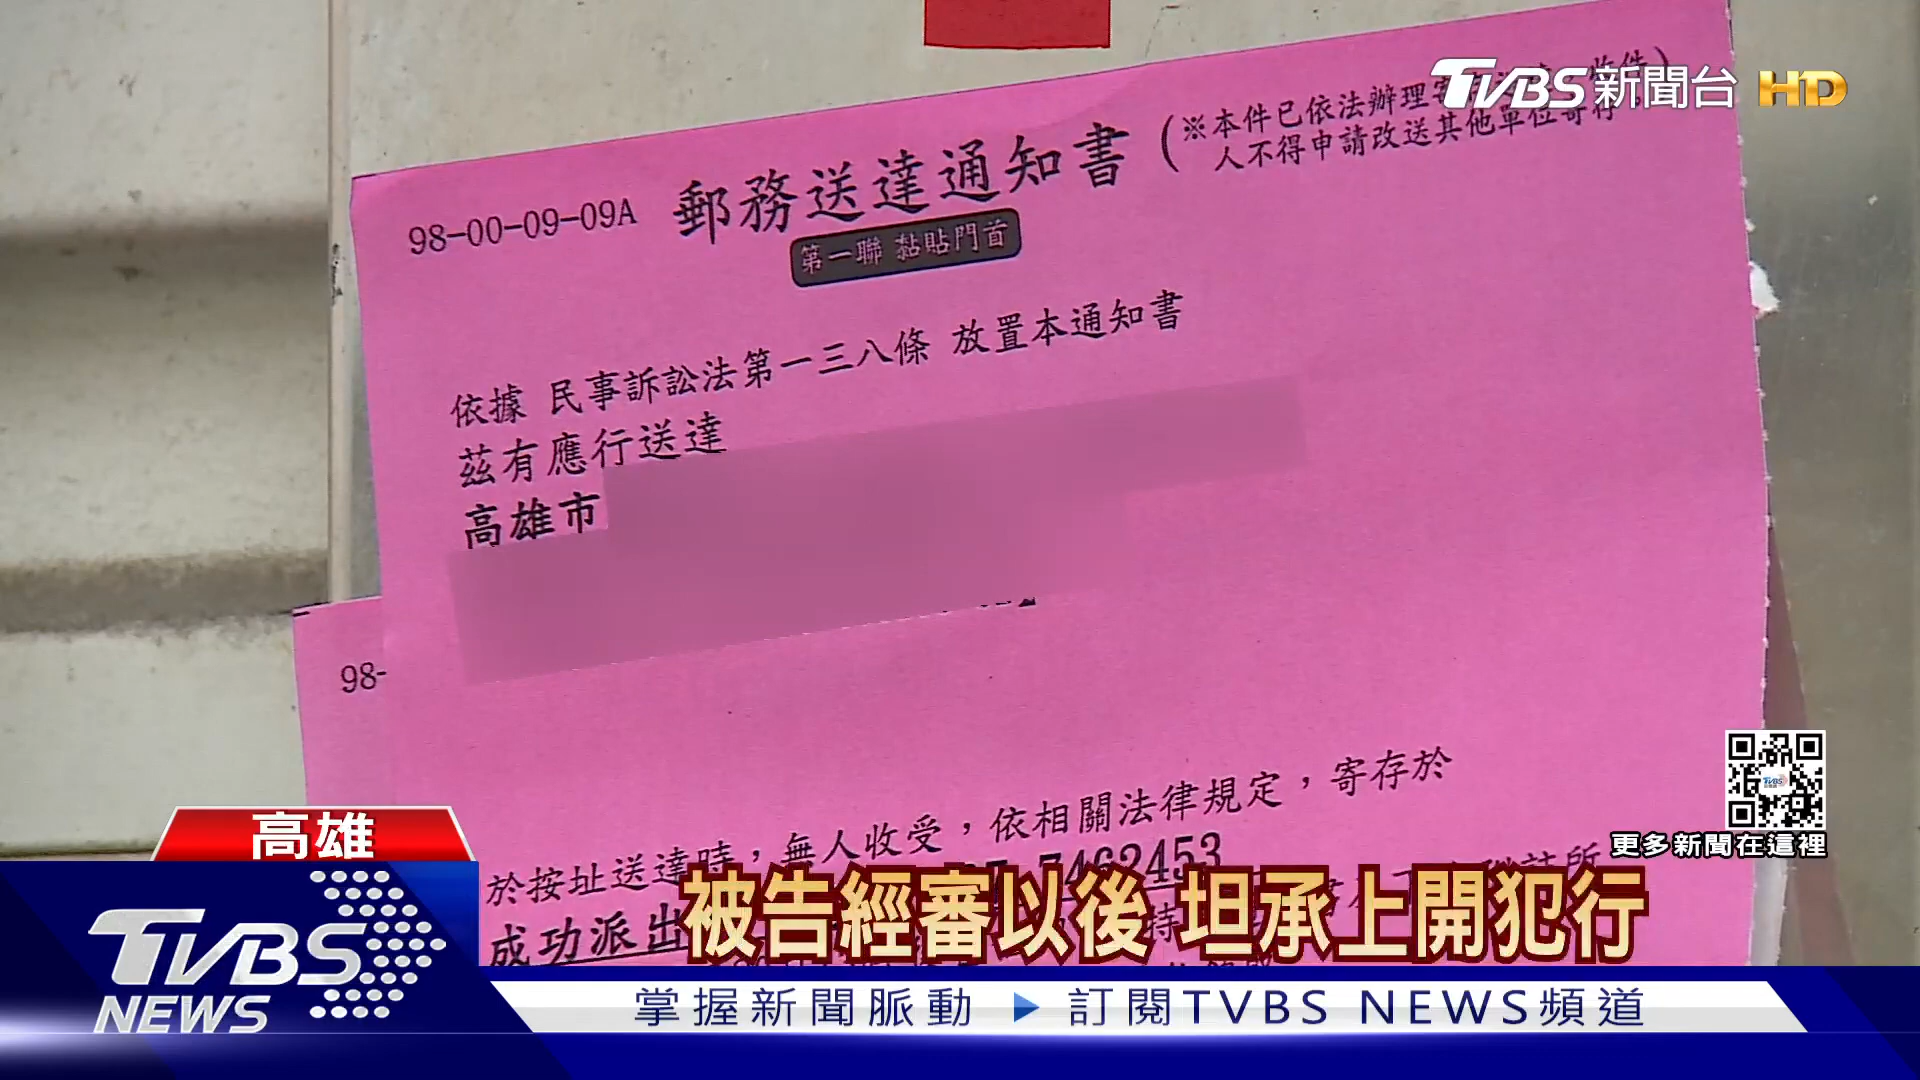 TVBS新聞台 HD
98-00-09-09A 郵務送達通知書
(※本件已依法辦理寄
人不得申請改送其他單位寄存
第一聯 黏貼門首
依據 民事訴訟法第一三八條 放置本通知書
茲有應行送達
高雄市
98-
於按址送達時，無人收受，依相關法律規定，寄存於
成功派出
7462453
更多新聞在這裡
高雄
被告經審以後 坦承上開犯行
TVBS
NEWS
掌握新聞脈動 ▶ 訂閱TVBS NEWS頻道